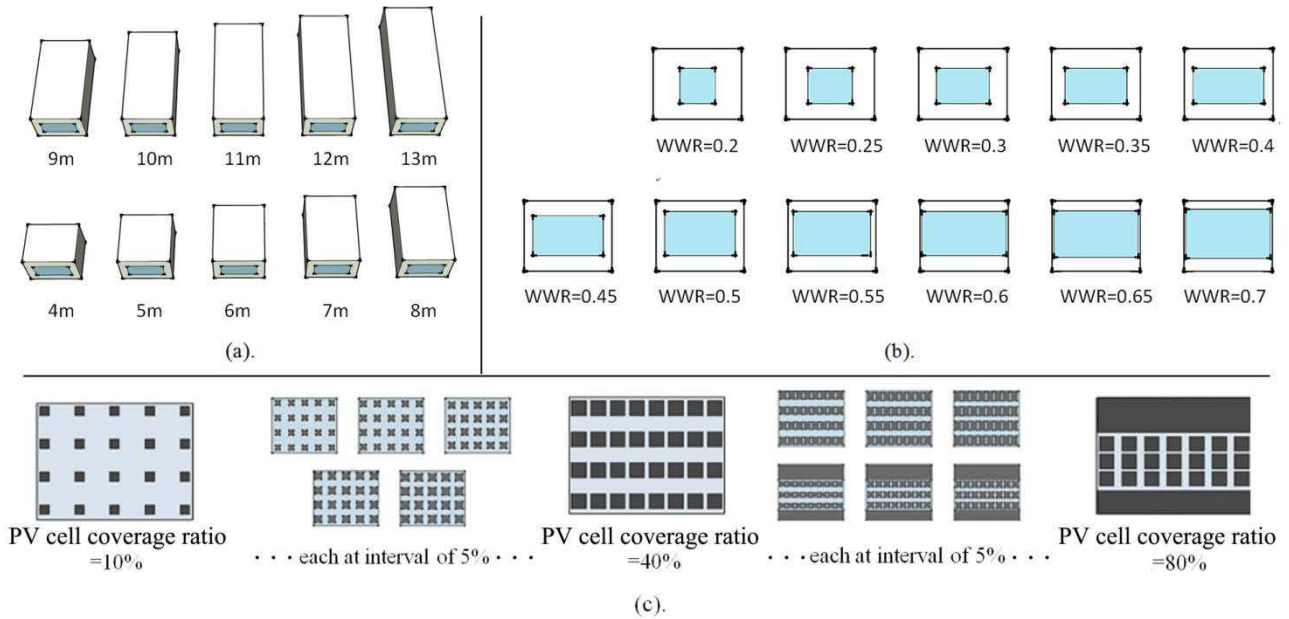 9m 10m 11m 12m 13m
4m 5m 6m 7m 8m
(a).
WWR=0.2 WWR=0.25 WWR=0.3 WWR=0.35 WWR=0.4
WWR=0.45 WWR=0.5 WWR=0.55 WWR=0.6 WWR=0.65 WWR=0.7
(b).
PV cell coverage ratio
=10%
· · · each at interval of 5% · · ·
PV cell coverage ratio
=40%
· · · each at interval of 5% · · ·
PV cell coverage ratio
=80%
(c).